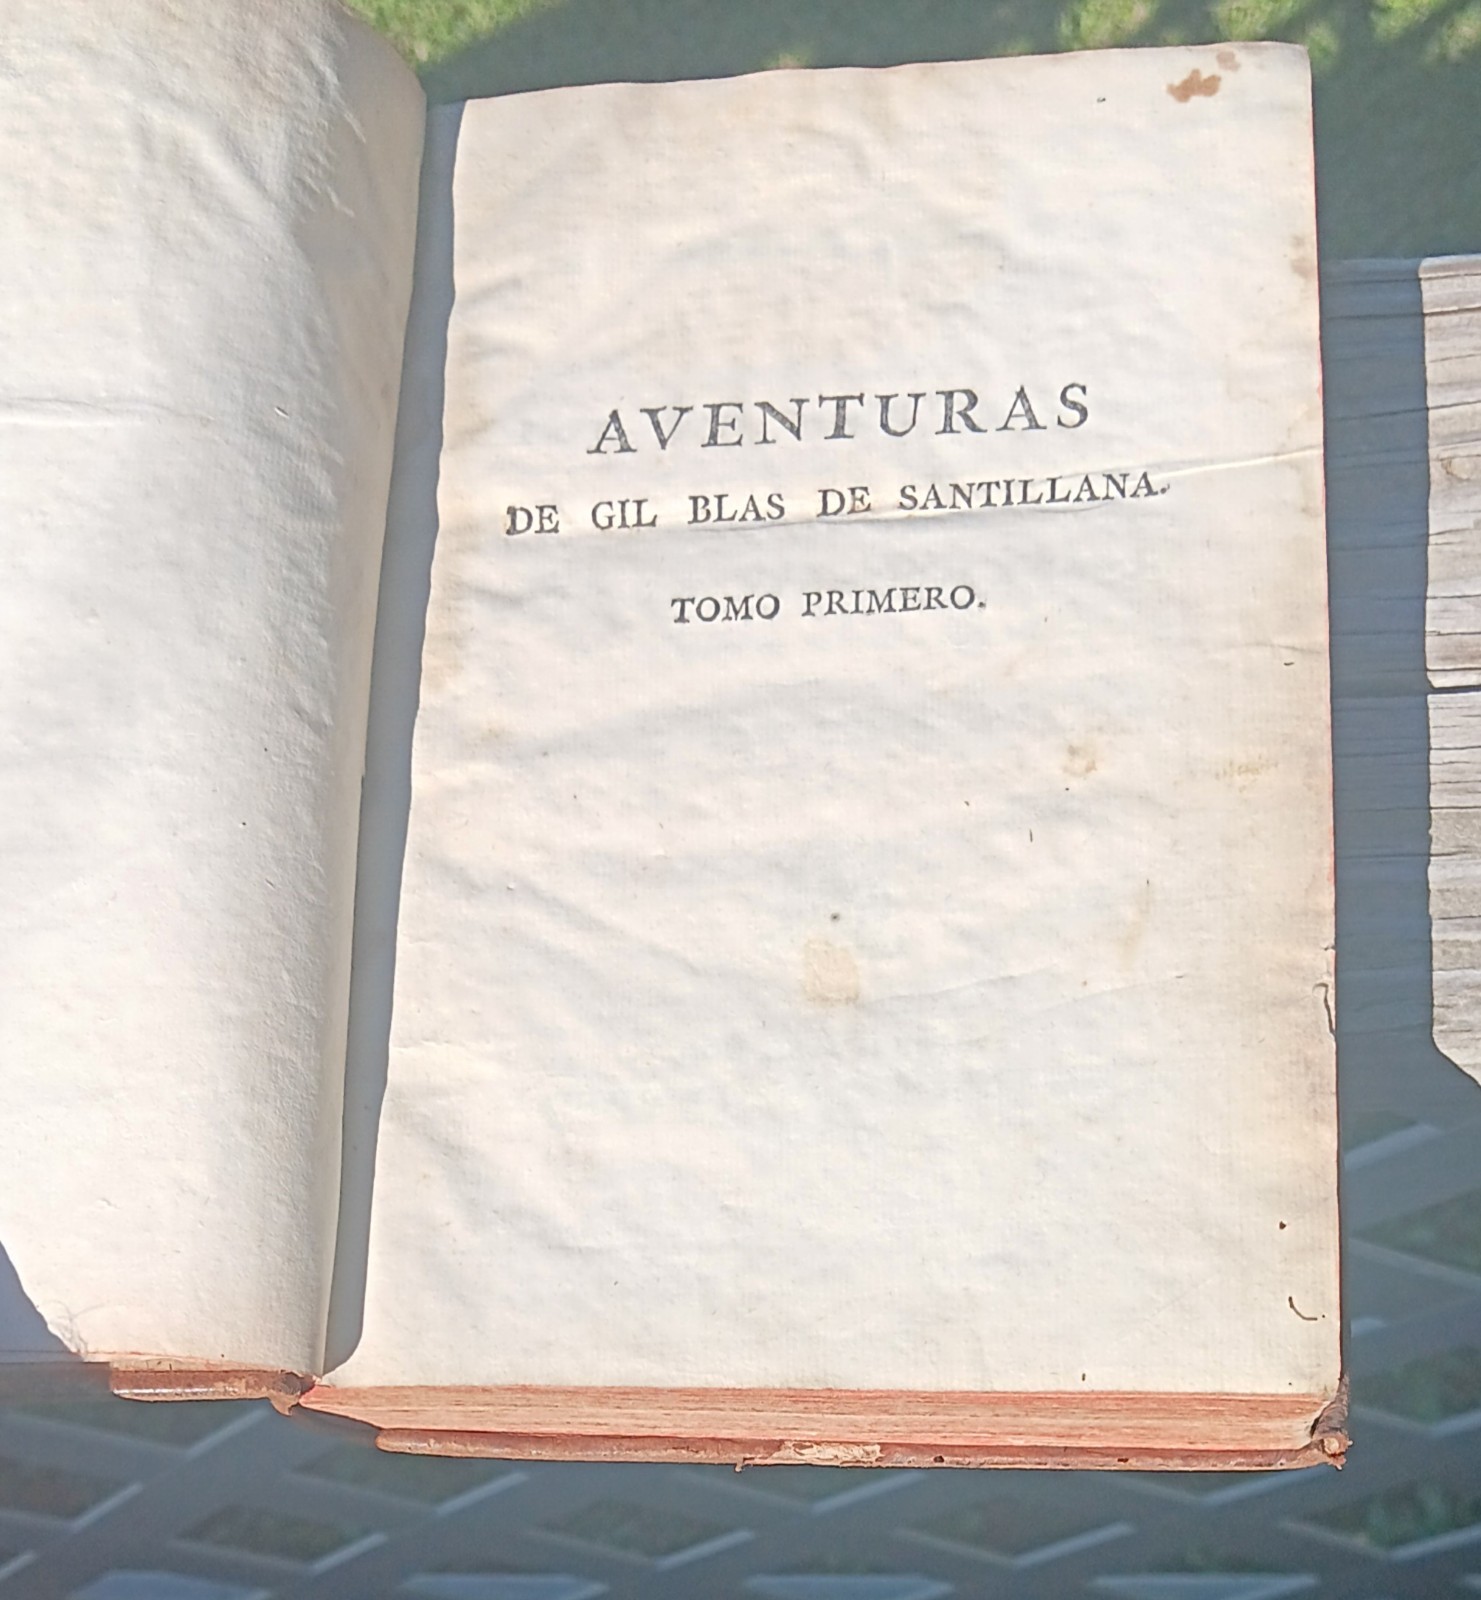 AVENTURAS
DE GIL BLAS DE SANTILLANA.
TOMO PRIMERO.